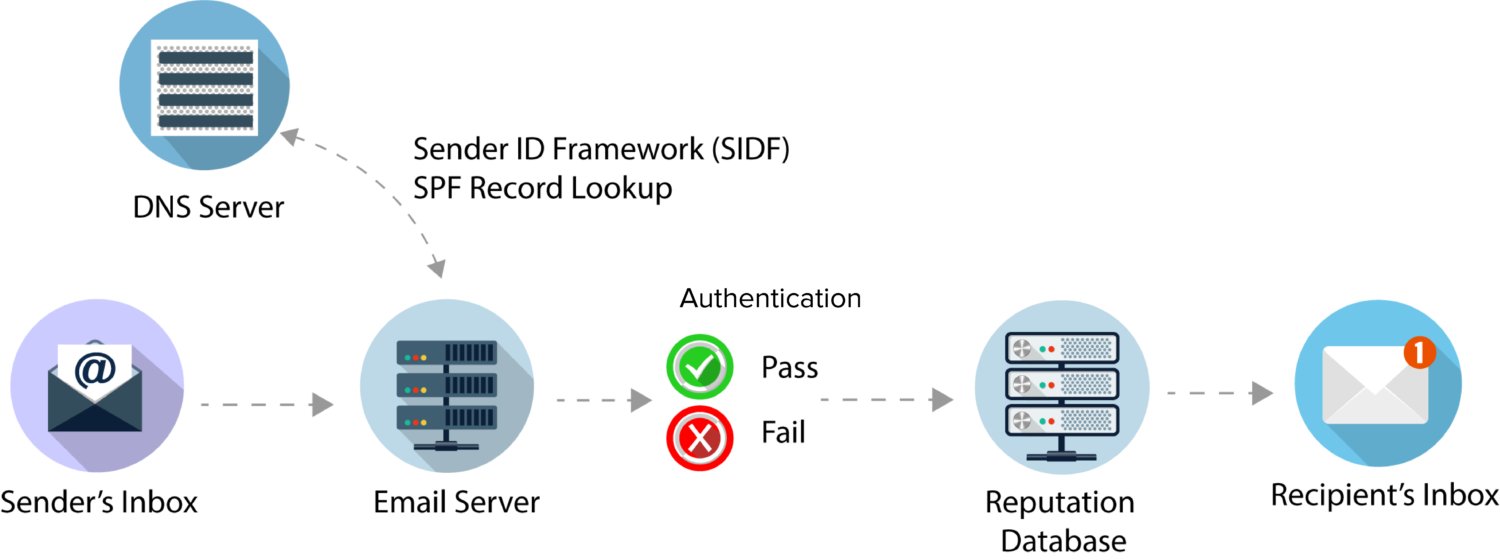 Sender ID Framework (SIDF)
SPF Record Lookup
DNS Server
Authentication
@
1
Pass
Fail
Sender’s Inbox
Email Server
Reputation
Database
Recipient’s Inbox